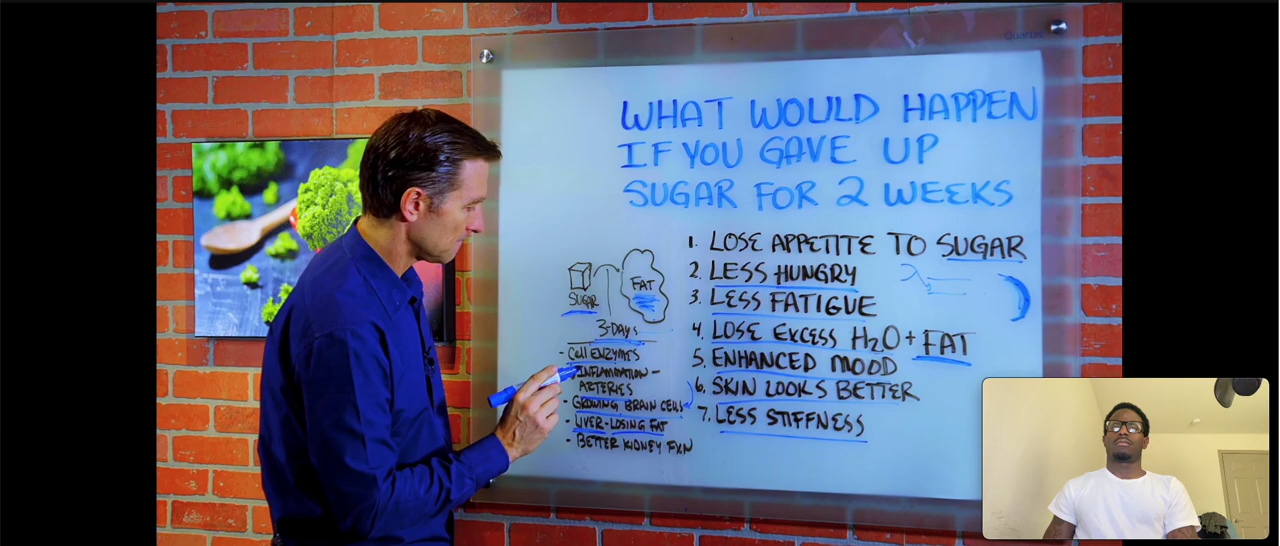 Quartet
WHAT WOULD HAPPEN
IF YOU GAVE UP
SUGAR FOR 2 WEEKS
1. LOSE APPETITE TO SUGAR
2. LESS HUNGRY
3. LESS FATIGUE
4. LOSE EXCESS H₂O + FAT
5. ENHANCED MOOD
6. SKIN LOOKS BETTER
7. LESS STIFFNESS
SUGAR
FAT
3-DAYS
- Cell ENZYMES
- INFLAMMATION -
ARTERIES
- GROWING BRAIN CELLS
- LIVER-LOSING FAT
- BETTER KIDNEY FXN